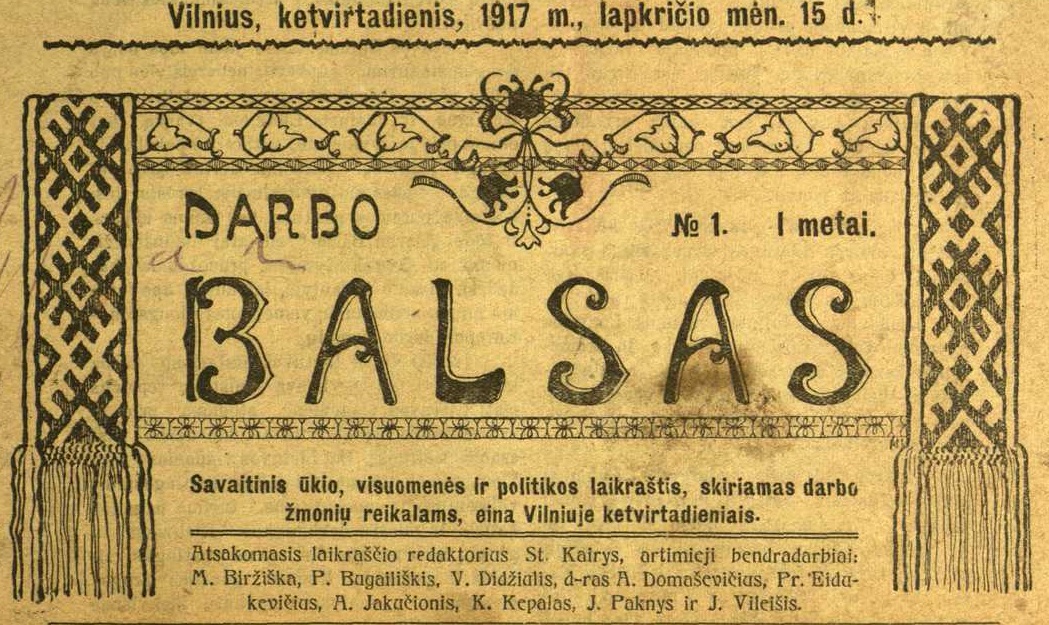 Vilnius, ketvirtadienis, 1917 m., lapkričio mėn. 15 d.
DARBO
№ 1. I metai.
BALSAS
Savaitinis ūkio, visuomenės ir politikos laikraštis, skiriamas darbo
žmonių reikalams, eina Vilniuje ketvirtadieniais.
Atsakomasis laikraščio redaktorius St. Kairys, artimieji bendradarbiai:
M. Biržiška, P. Bugailiškis, V. Didžiulis, d-ras A. Domaševičius, Pr. Eidu-
kevičius, A. Jakučionis, K. Kepalas, J. Paknys ir J. Vileišis.